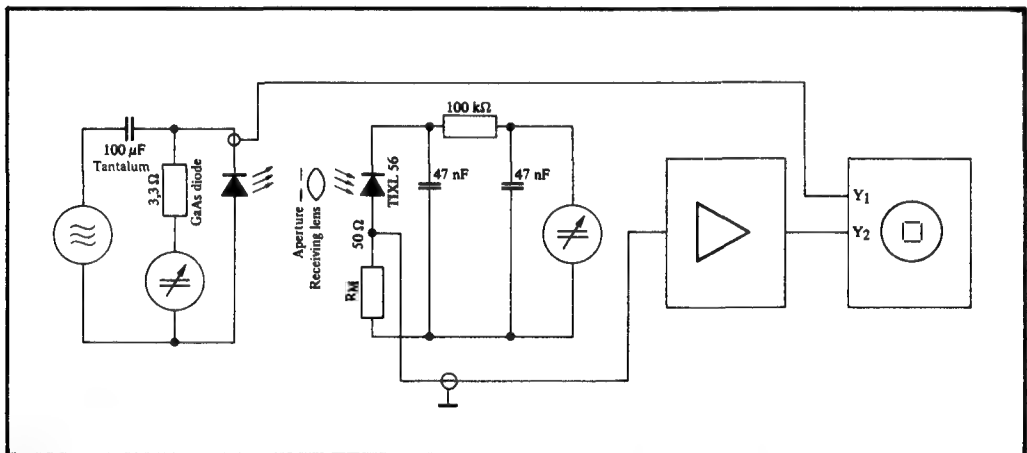 100 µF
Tantalum
3,3 Ω
GaAs diode
Aperture
Receiving lens
TIXL 56
50 Ω
RM
47 nF
100 kΩ
47 nF
Y1
Y2